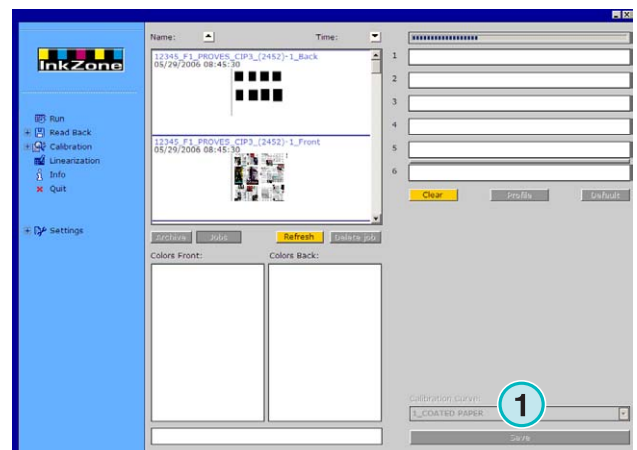 InkZone
Run
Read Back
Calibration
Linearization
Info
Quit
Settings
Name:
Time:
12345_F1_PROVES_CIP3_(2452)-1_Back
05/29/2006 08:45:30
12345_F1_PROVES_CIP3_(2452)-1_Front
05/29/2006 08:45:30
Archive
Jobs
Refresh
Delete job
Colors Front:
Colors Back:
1
2
3
4
5
6
Clear
Profile
Default
Calibration Curve:
1_COATED PAPER
1
Save